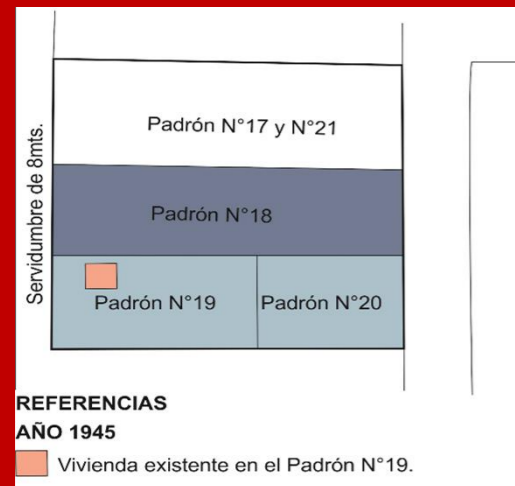 Servidumbre de 8mts.
Padrón N°17 y N°21
Padrón N°18
Padrón N°19
Padrón N°20
REFERENCIAS
AÑO 1945
Vivienda existente en el Padrón N°19.